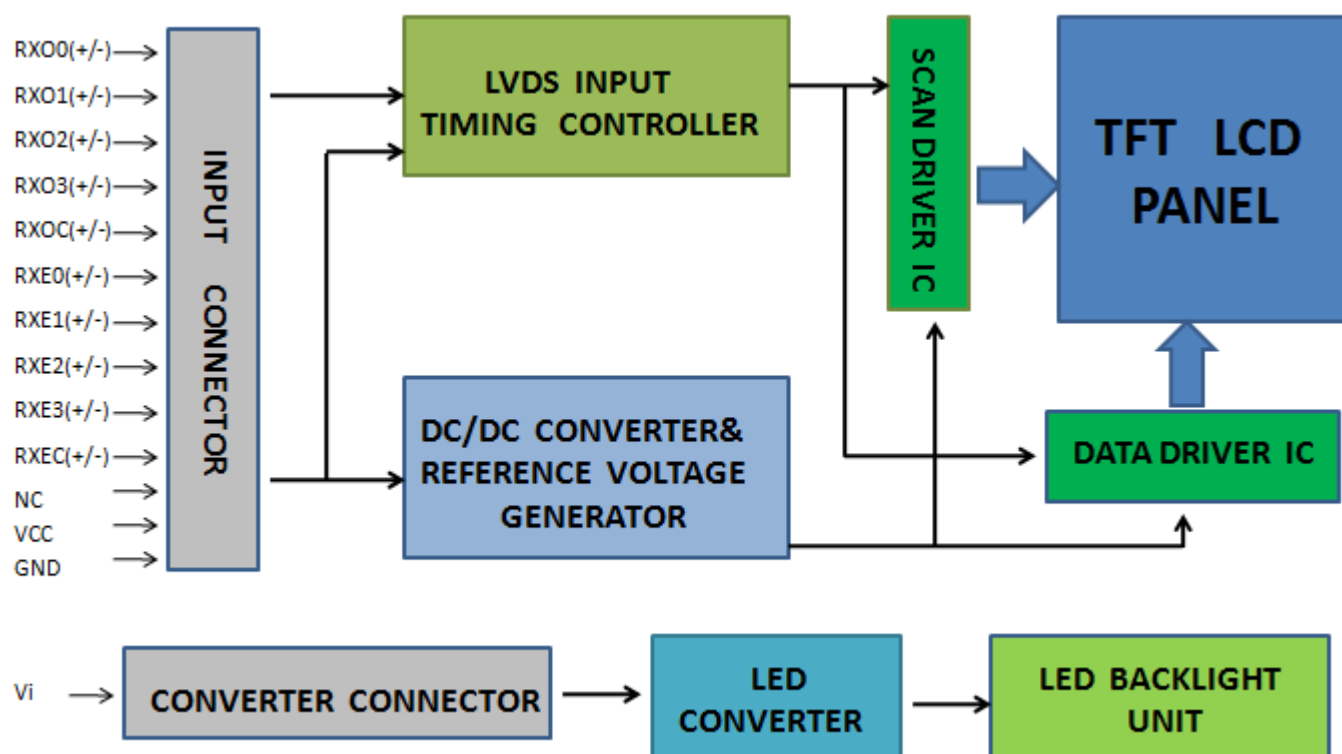 RXO0(+/-)
RXO1(+/-)
RXO2(+/-)
RXO3(+/-)
RXOC(+/-)
RXE0(+/-)
RXE1(+/-)
RXE2(+/-)
RXE3(+/-)
RXEC(+/-)
NC
VCC
GND
INPUT CONNECTOR
LVDS INPUT
TIMING CONTROLLER
DC/DC CONVERTER&
REFERENCE VOLTAGE
GENERATOR
SCAN DRIVER IC
TFT LCD
PANEL
DATA DRIVER IC
Vi
CONVERTER CONNECTOR
LED
CONVERTER
LED BACKLIGHT
UNIT